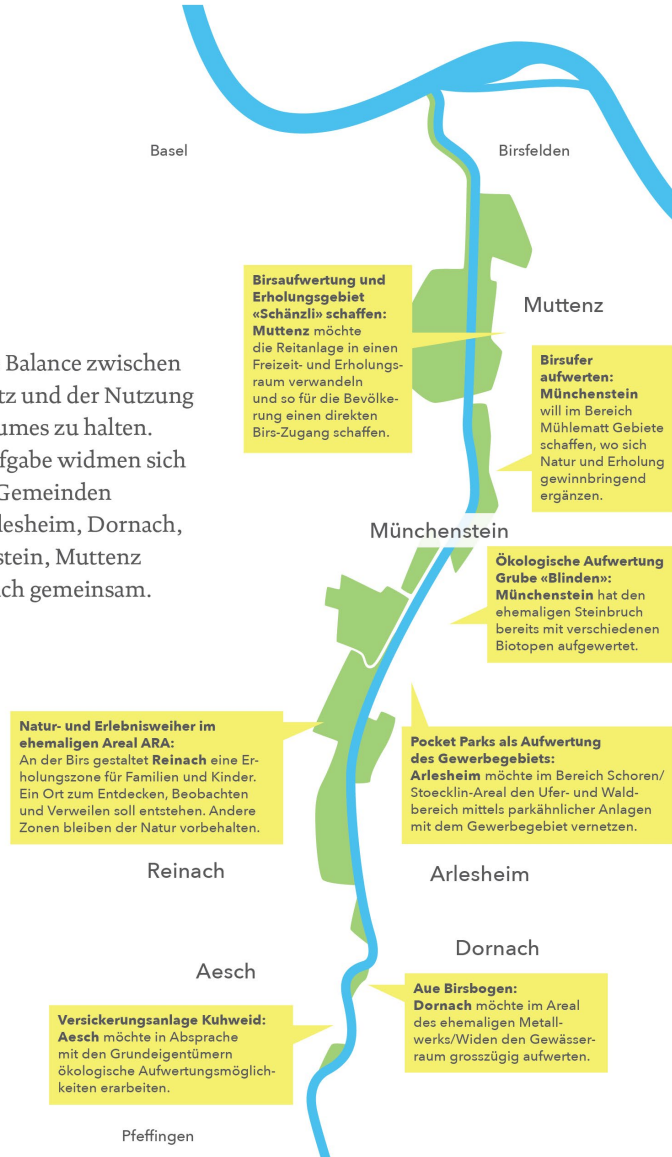 Basel
Birsfelden
Birsaufwertung und
Erholungsgebiet
«Schänzli» schaffen:
Muttenz möchte
die Reitanlage in einen
Freizeit- und Erholungs-
raum verwandeln
und so für die Bevölke-
rung einen direkten
Birs-Zugang schaffen.
Muttenz
Birsufer
aufwerten:
Münchenstein
will im Bereich
Mühlematt Gebiete
schaffen, wo sich
Natur und Erholung
gewinnbringend
ergänzen.
Balance zwischen
tz und der Nutzung
umes zu halten.
fgabe widmen sich
Gemeinden
lesheim, Dornach,
stein, Muttenz
ch gemeinsam.
Münchenstein
Ökologische Aufwertung
Grube «Blinden»:
Münchenstein hat den
ehemaligen Steinbruch
bereits mit verschiedenen
Biotopen aufgewertet.
Natur- und Erlebnisweiher im
ehemaligen Areal ARA:
An der Birs gestaltet Reinach eine Er-
holungszone für Familien und Kinder.
Ein Ort zum Entdecken, Beobachten
und Verweilen soll entstehen. Andere
Zonen bleiben der Natur vorbehalten.
Pocket Parks als Aufwertung
des Gewerbegebiets:
Arlesheim möchte im Bereich Schoren/
Stoecklin-Areal den Ufer- und Wald-
bereich mittels parkähnlicher Anlagen
mit dem Gewerbegebiet vernetzen.
Reinach
Arlesheim
Dornach
Aesch
Aue Birsbogen:
Dornach möchte im Areal
des ehemaligen Metall-
werks/Widen den Gewässer-
raum grosszügig aufwerten.
Versickerungsanlage Kuhweid:
Aesch möchte in Absprache
mit den Grundeigentümern
ökologische Aufwertungsmöglich-
keiten erarbeiten.
Pfeffingen